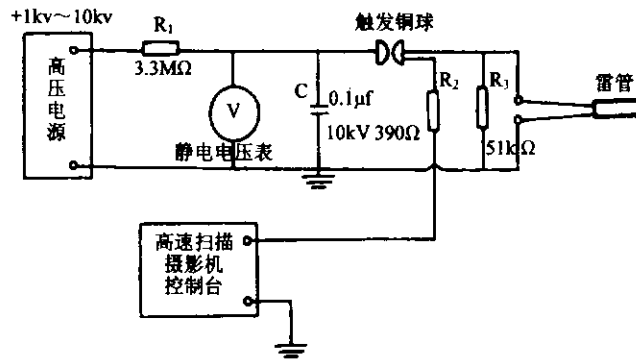 +1kv～10kv
高压电源
R₁
3.3MΩ
V
静电电压表
C
0.1μf
10kV 390Ω
触发铜球
R₂
R₃
51kΩ
雷管
高速扫描
摄影机
控制台